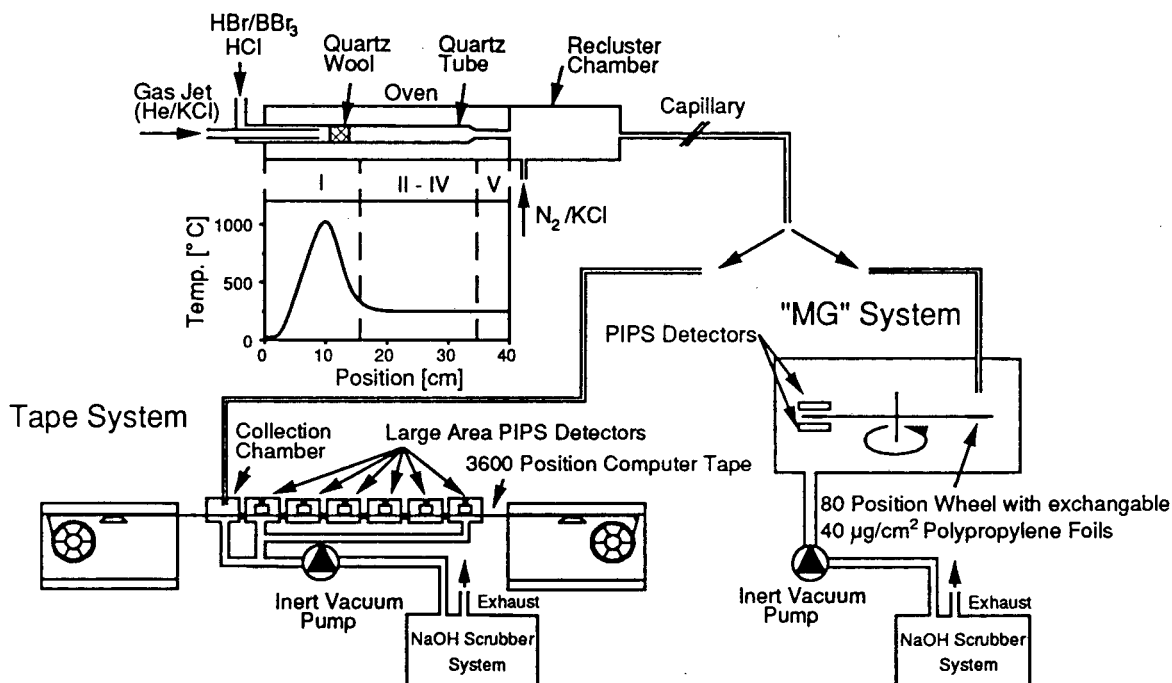 HBr/BBr3
HCl
Gas Jet
(He/KCl)
Quartz
Wool
Quartz
Tube
Oven
Recluster
Chamber
Capillary
I
II - IV
V
N2 /KCl
Temp. [°C]
1000
500
0
0
10
20
30
40
Position [cm]
"MG" System
PIPS Detectors
Tape System
Collection
Chamber
Large Area PIPS Detectors
3600 Position Computer Tape
80 Position Wheel with exchangable
40 µg/cm2 Polypropylene Foils
Inert Vacuum
Pump
Exhaust
NaOH Scrubber
System
Inert Vacuum
Pump
Exhaust
NaOH Scrubber
System